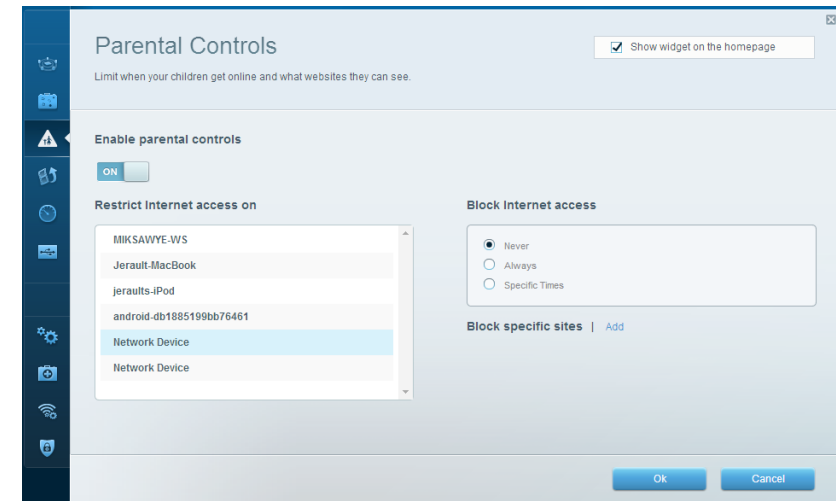 Parental Controls
Show widget on the homepage
Limit when your children get online and what websites they can see.
Enable parental controls
ON
Restrict Internet access on
MIKSAWYE-WS
Jerault-MacBook
jeraults-iPod
android-db1885199bb76461
Network Device
Network Device
Block Internet access
Never
Always
Specific Times
Block specific sites | Add
Ok
Cancel